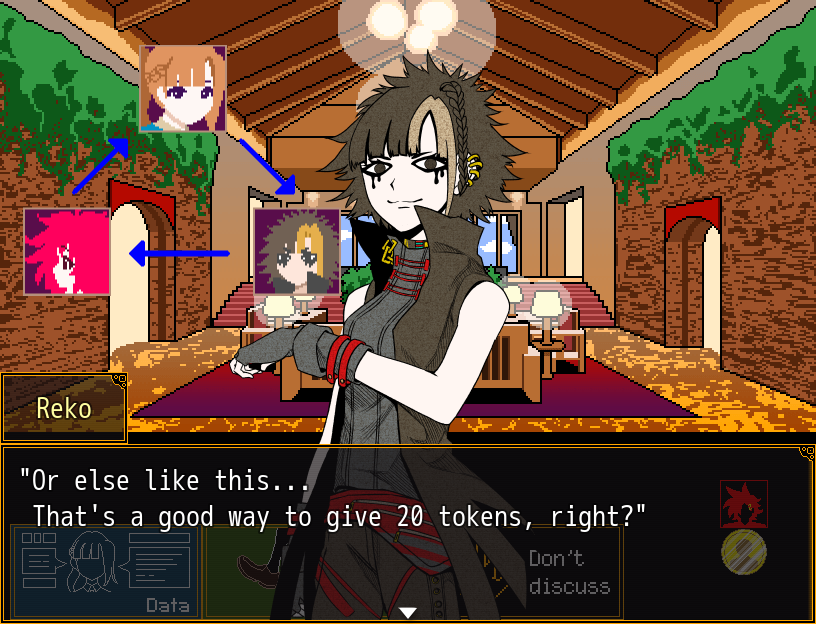 Reko
"Or else like this...
That's a good way to give 20 tokens, right?"
Don't
discuss
Data